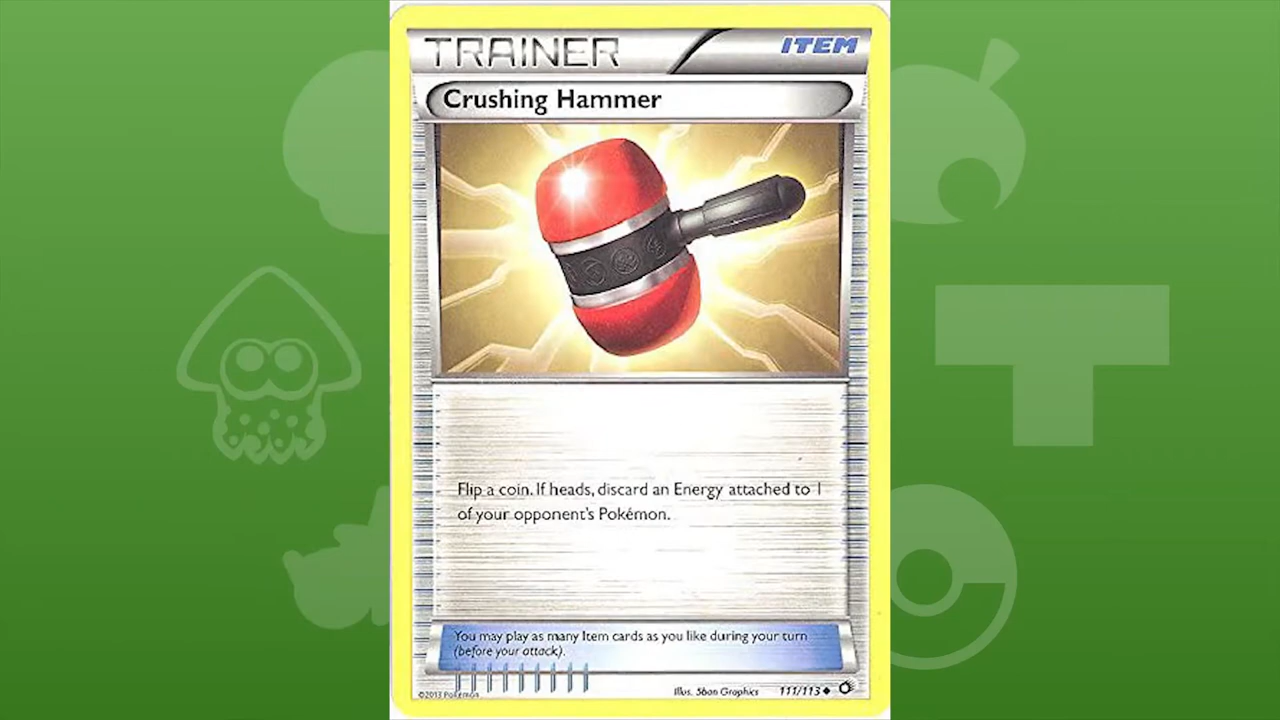 TRAINER
ITEM
Crushing Hammer
Flip a coin. If heads, discard an Energy attached to 1
of your opponent's Pokémon.
You may play as many Item cards as you like during your turn
(before your attack).
©2013 Pokémon
Illus. 5ban Graphics 111/113